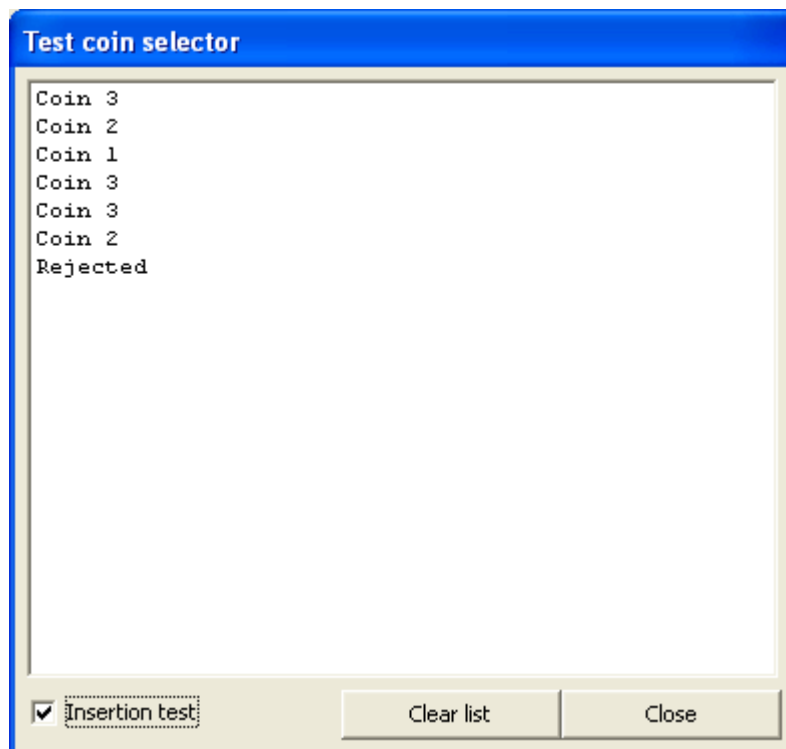 Test coin selector
Coin 3
Coin 2
Coin 1
Coin 3
Coin 3
Coin 2
Rejected
Insertion test
Clear list
Close